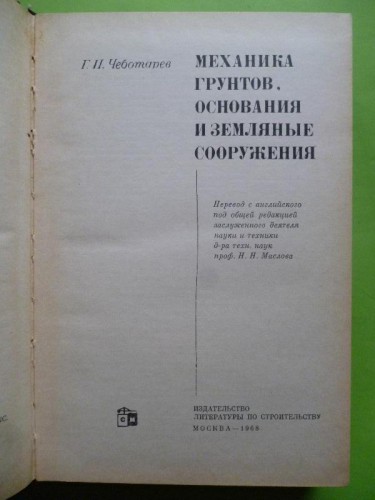 Г. П. Чеботарев
МЕХАНИКА
ГРУНТОВ,
ОСНОВАНИЯ
И ЗЕМЛЯНЫЕ
СООРУЖЕНИЯ
Перевод с английского
под общей редакцией
заслуженного деятеля
науки и техники
д-ра техн. наук
проф. Н. Н. Маслова
ИЗДАТЕЛЬСТВО
ЛИТЕРАТУРЫ ПО СТРОИТЕЛЬСТВУ
МОСКВА — 1968